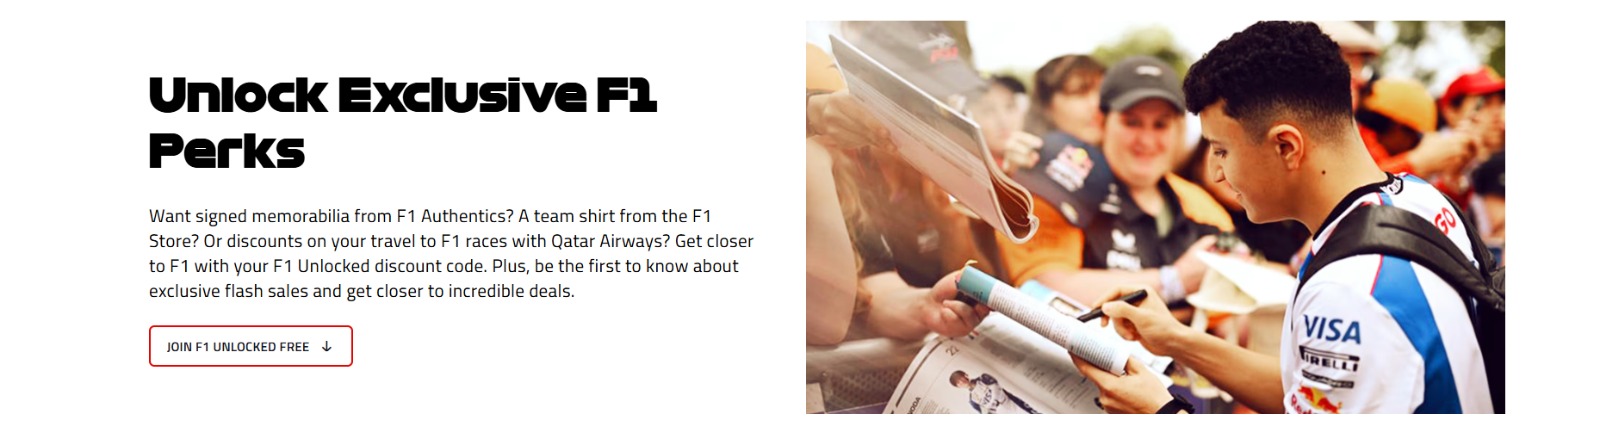 Unlock Exclusive F1
Perks
Want signed memorabilia from F1 Authentics? A team shirt from the F1
Store? Or discounts on your travel to F1 races with Qatar Airways? Get closer
to F1 with your F1 Unlocked discount code. Plus, be the first to know about
exclusive flash sales and get closer to incredible deals.
JOIN F1 UNLOCKED FREE
GO
VISA
PIRELLI
22
VISA